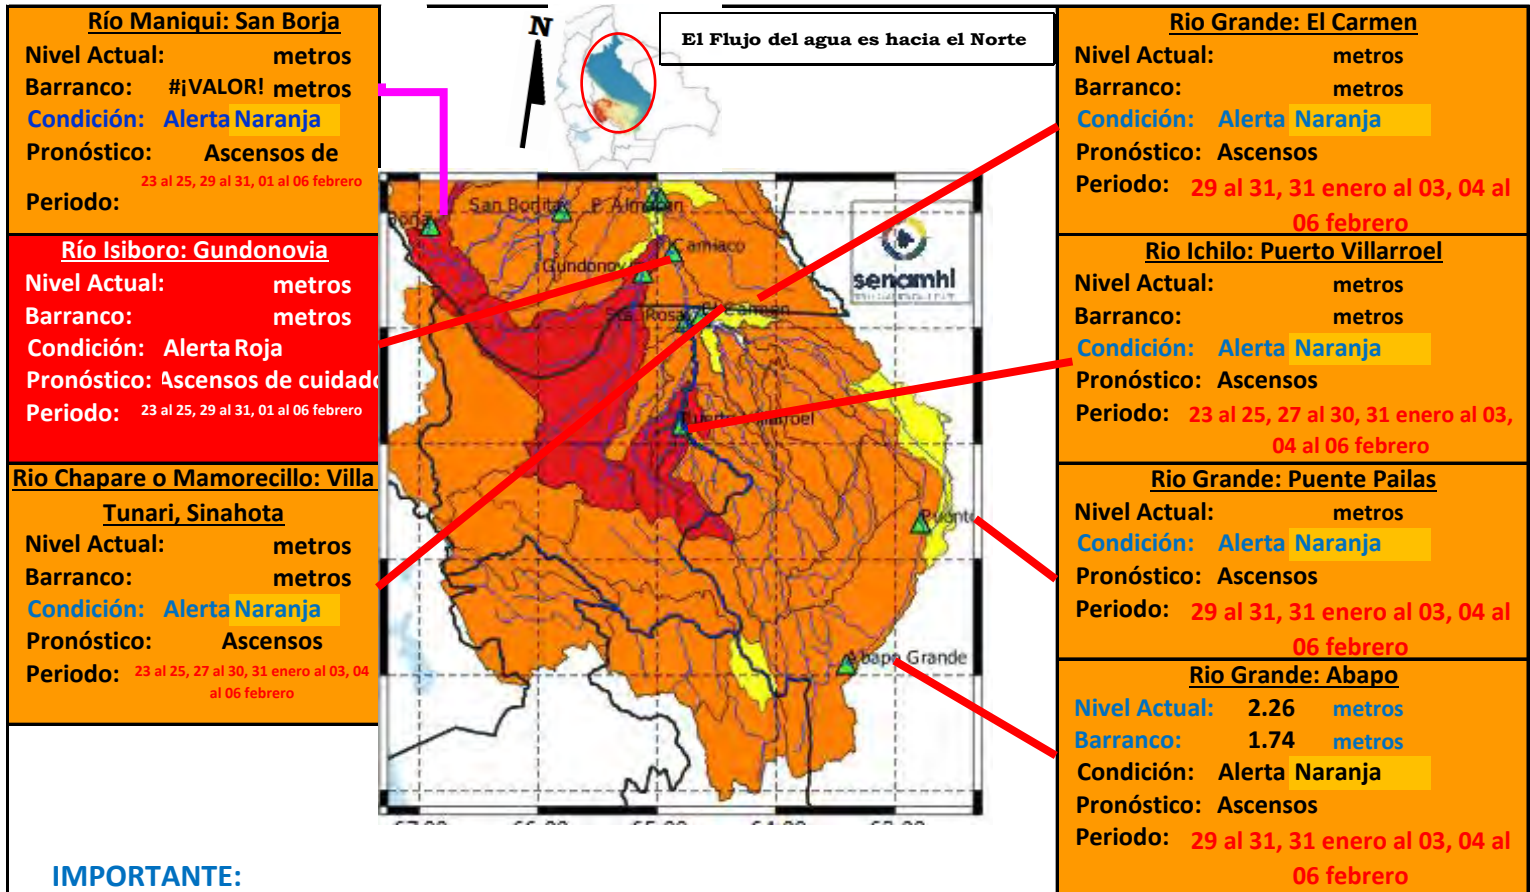 Río Maniqui: San Borja
Nivel Actual: metros
Barranco: #¡VALOR! metros
Condición: Alerta Naranja
Pronóstico: Ascensos de
23 al 25, 29 al 31, 01 al 06 febrero
Periodo:
Río Isiboro: Gundonovia
Nivel Actual: metros
Barranco: metros
Condición: Alerta Roja
Pronóstico: Ascensos de cuidado
Periodo: 23 al 25, 29 al 31, 01 al 06 febrero
Rio Chapare o Mamorecillo: Villa
Tunari, Sinahota
Nivel Actual: metros
Barranco: metros
Condición: Alerta Naranja
Pronóstico: Ascensos
Periodo: 23 al 25, 27 al 30, 31 enero al 03, 04
al 06 febrero
IMPORTANTE:
N
El Flujo del agua es hacia el Norte
San Borjita
P. Almacen
Camiaco
Gundonov
senamhi
Sta. Rosa
El Carmen
Puerto Villarroel
Puente
Abapo Grande
Rio Grande: El Carmen
Nivel Actual: metros
Barranco: metros
Condición: Alerta Naranja
Pronóstico: Ascensos
Periodo: 29 al 31, 31 enero al 03, 04 al
06 febrero
Rio Ichilo: Puerto Villarroel
Nivel Actual: metros
Barranco: metros
Condición: Alerta Naranja
Pronóstico: Ascensos
Periodo: 23 al 25, 27 al 30, 31 enero al 03,
04 al 06 febrero
Rio Grande: Puente Pailas
Nivel Actual: metros
Condición: Alerta Naranja
Pronóstico: Ascensos
Periodo: 29 al 31, 31 enero al 03, 04 al
06 febrero
Rio Grande: Abapo
Nivel Actual: 2.26 metros
Barranco: 1.74 metros
Condición: Alerta Naranja
Pronóstico: Ascensos
Periodo: 29 al 31, 31 enero al 03, 04 al
06 febrero